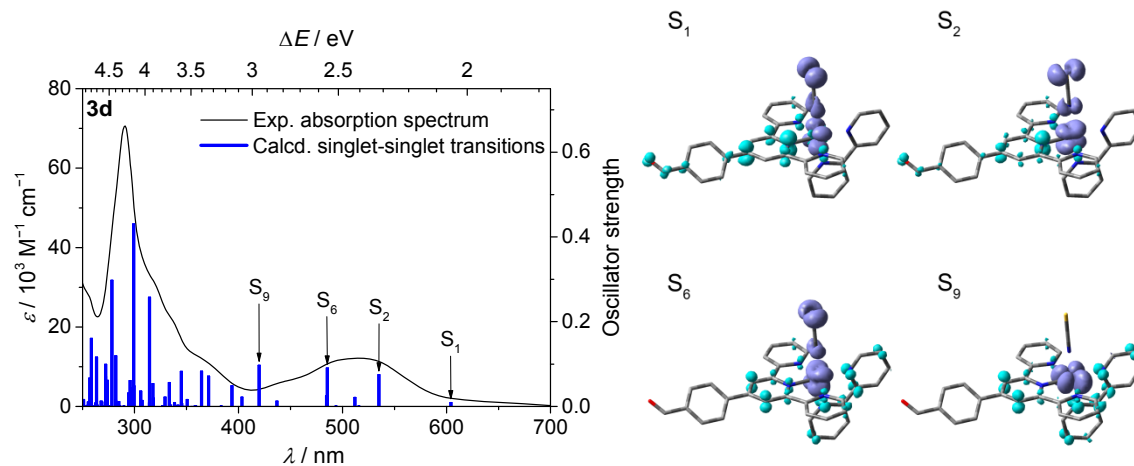 ΔE / eV
4.5 4 3.5 3 2.5 2
80
60
40
20
0
ε / 10³ M⁻¹ cm⁻¹
3d
Exp. absorption spectrum
Calcd. singlet-singlet transitions
S₉
S₆
S₂
S₁
0.6
0.4
0.2
0.0
Oscillator strength
300 400 500 600 700
λ / nm
S₁
S₂
S₆
S₉